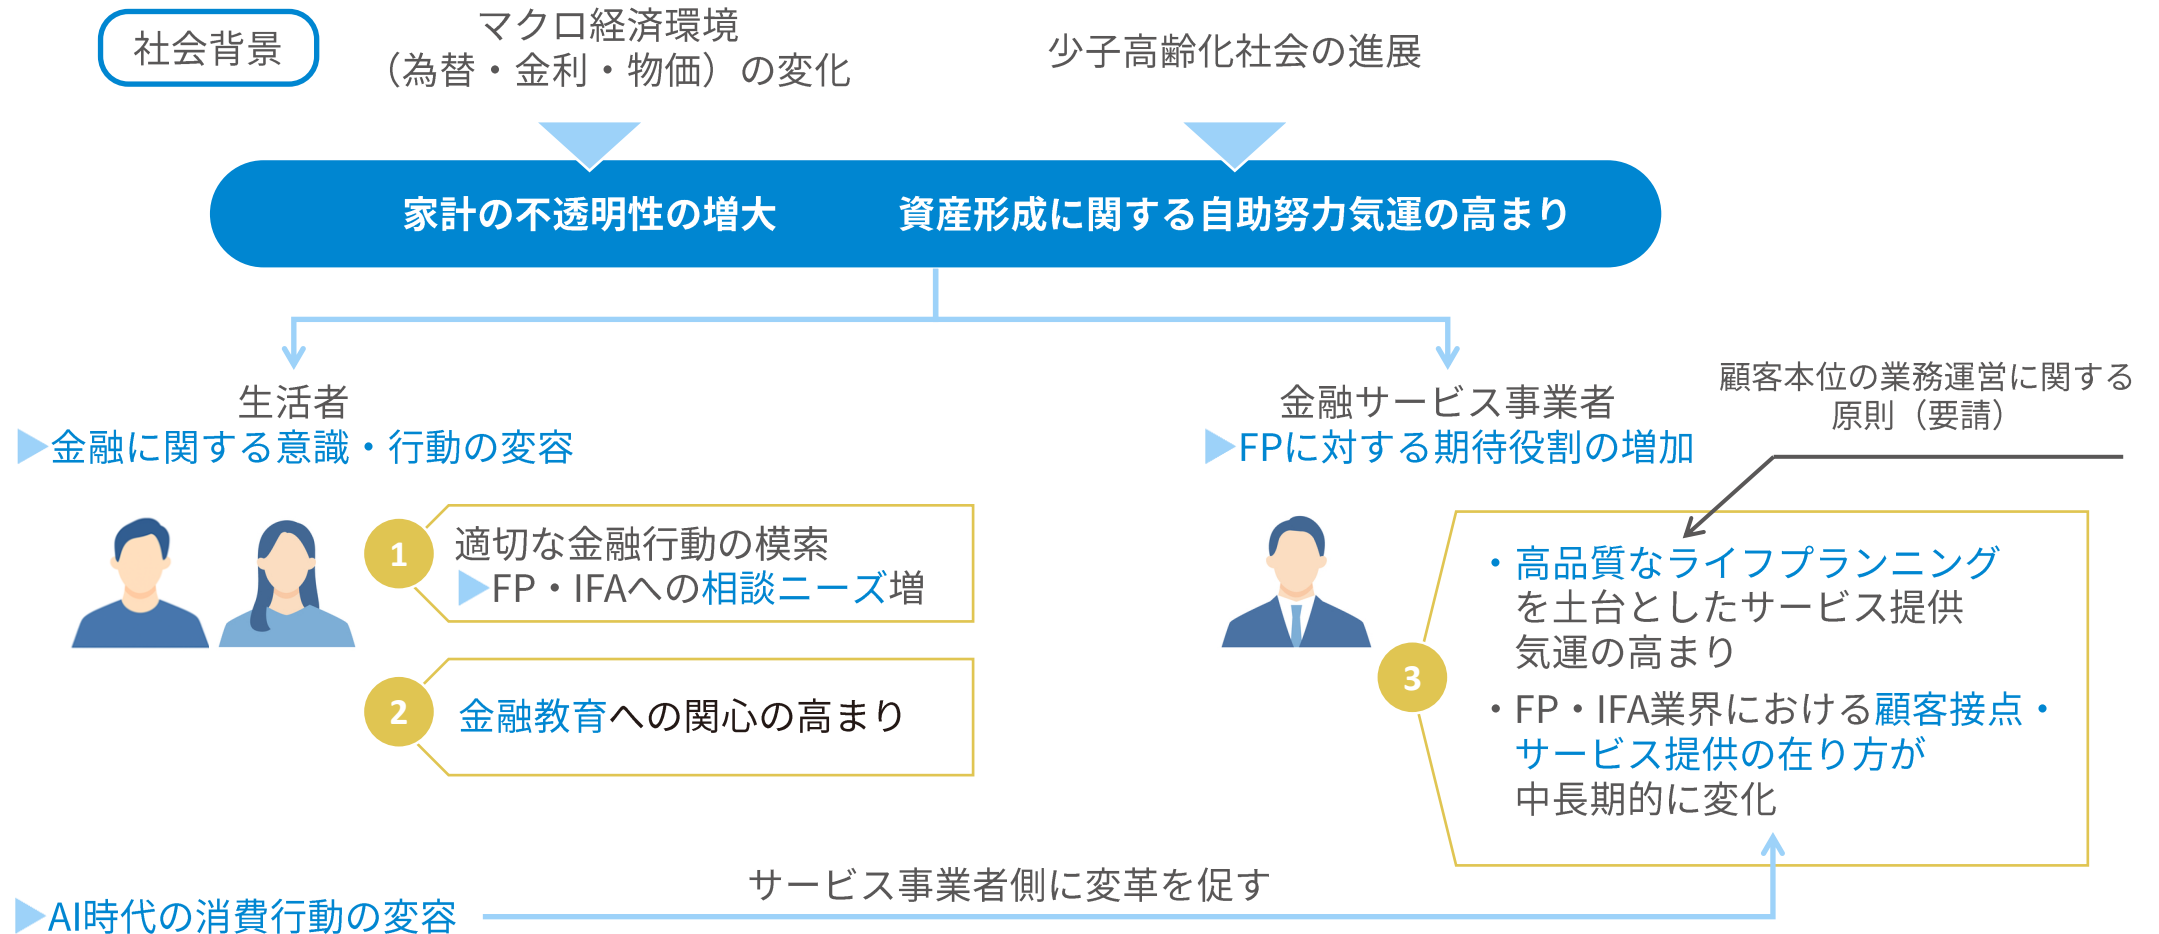 社会背景
マクロ経済環境
（為替・金利・物価）の変化
少子高齢化社会の進展
家計の不透明性の増大
資産形成に関する自助努力気運の高まり
生活者
▶金融に関する意識・行動の変容
1
適切な金融行動の模索
▶FP・IFAへの相談ニーズ増
2
金融教育への関心の高まり
金融サービス事業者
▶FPに対する期待役割の増加
顧客本位の業務運営に関する
原則（要請）
3
・高品質なライフプランニング
を土台としたサービス提供
気運の高まり
・FP・IFA業界における顧客接点・
サービス提供の在り方が
中長期的に変化
サービス事業者側に変革を促す
▶AI時代の消費行動の変容